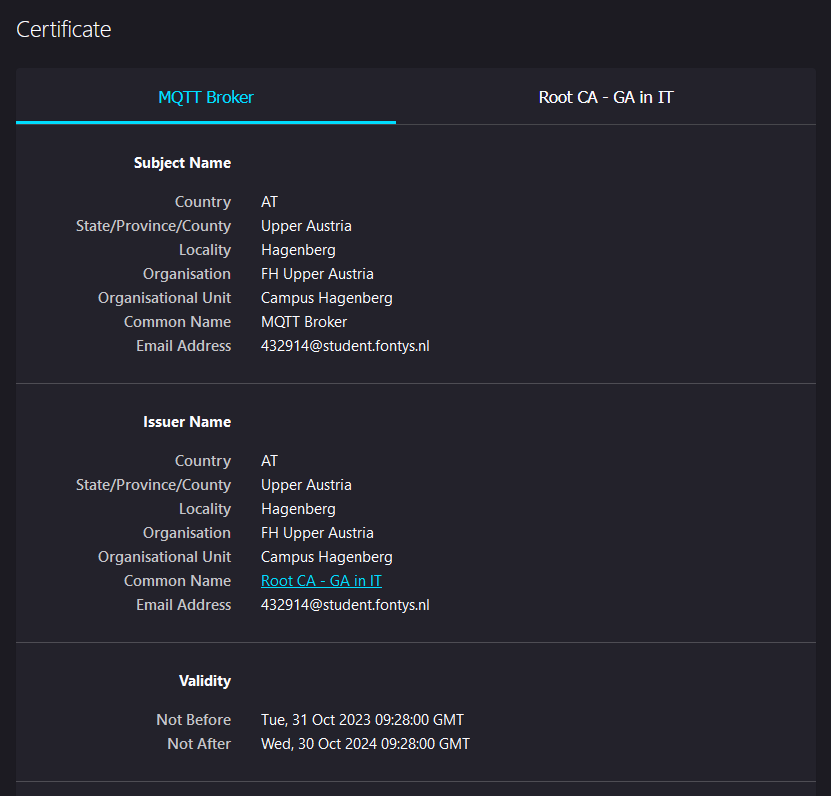 Certificate
MQTT Broker
Root CA - GA in IT
Subject Name
Country AT
State/Province/County Upper Austria
Locality Hagenberg
Organisation FH Upper Austria
Organisational Unit Campus Hagenberg
Common Name MQTT Broker
Email Address 432914@student.fontys.nl
Issuer Name
Country AT
State/Province/County Upper Austria
Locality Hagenberg
Organisation FH Upper Austria
Organisational Unit Campus Hagenberg
Common Name Root CA - GA in IT
Email Address 432914@student.fontys.nl
Validity
Not Before Tue, 31 Oct 2023 09:28:00 GMT
Not After Wed, 30 Oct 2024 09:28:00 GMT